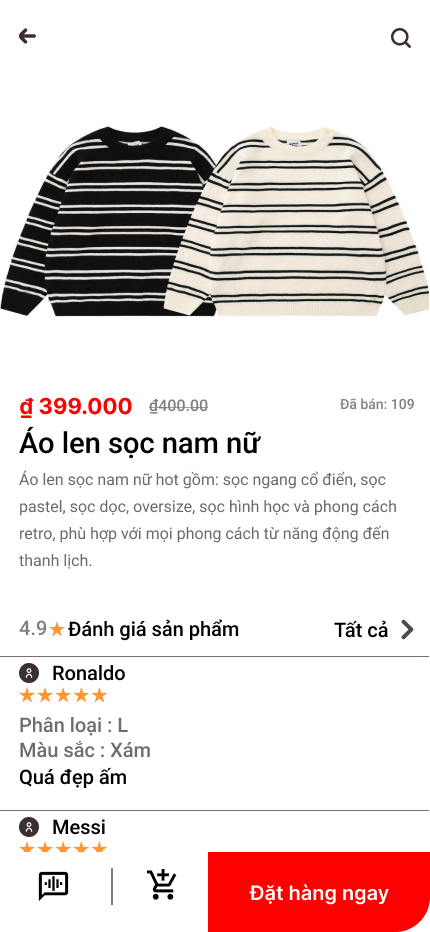 ₫ 399.000 ₫400.00 Đã bán: 109
Áo len sọc nam nữ
Áo len sọc nam nữ hot gồm: sọc ngang cổ điển, sọc
pastel, sọc dọc, oversize, sọc hình học và phong cách
retro, phù hợp với mọi phong cách từ năng động đến
thanh lịch.
4.9★ Đánh giá sản phẩm Tất cả
Ronaldo
★★★★★
Phân loại : L
Màu sắc : Xám
Quá đẹp ấm
Messi
★★★★★
Đặt hàng ngay